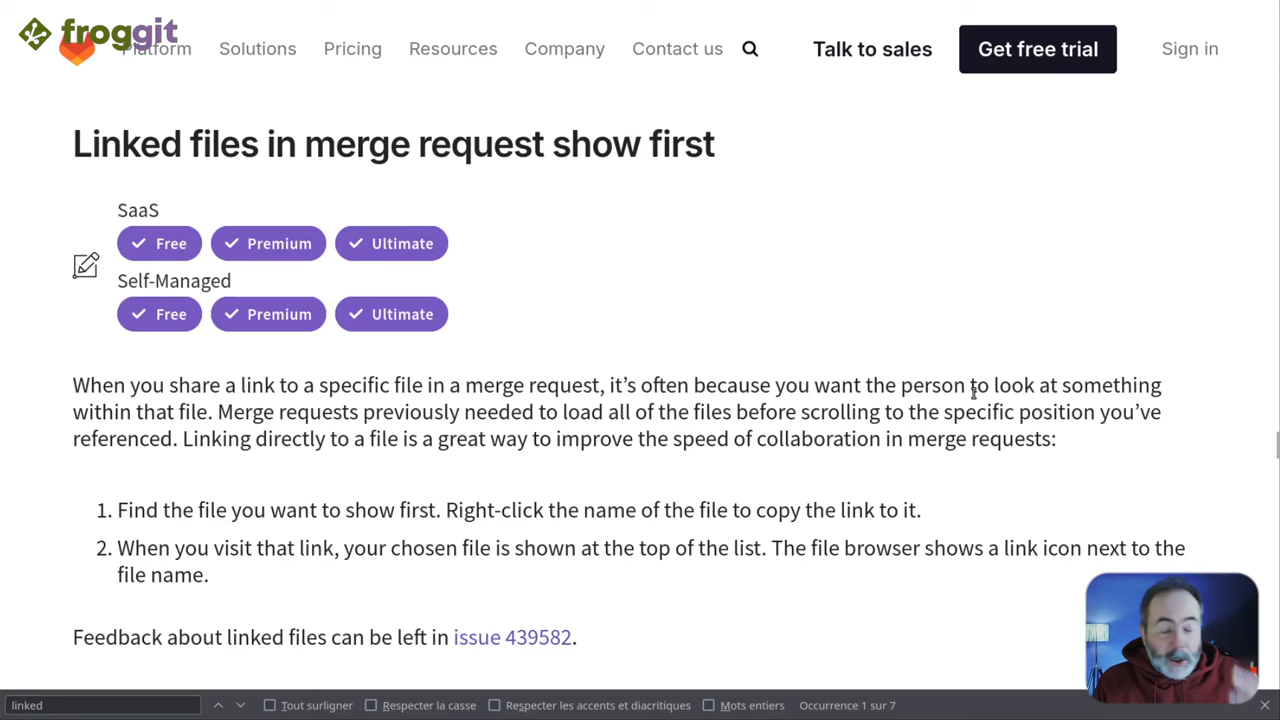 froggit
Platform Solutions Pricing Resources Company Contact us Talk to sales Get free trial Sign in
Linked files in merge request show first
SaaS
Free Premium Ultimate
Self-Managed
Free Premium Ultimate
When you share a link to a specific file in a merge request, it’s often because you want the person to look at something
within that file. Merge requests previously needed to load all of the files before scrolling to the specific position you’ve
referenced. Linking directly to a file is a great way to improve the speed of collaboration in merge requests:
1. Find the file you want to show first. Right-click the name of the file to copy the link to it.
2. When you visit that link, your chosen file is shown at the top of the list. The file browser shows a link icon next to the
file name.
Feedback about linked files can be left in issue 439582.
linked Tout surligner Respecter la casse Respecter les accents et diacritiques Mots entiers Occurrence 1 sur 7